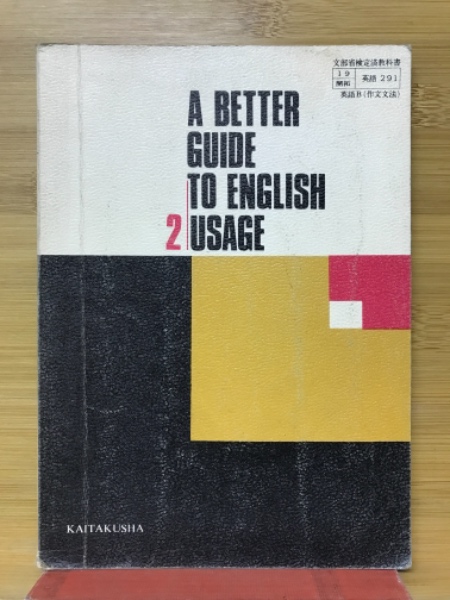 文部省検定済教科書
19
開拓
英語 291
英語B(作文文法)
A BETTER
GUIDE
TO ENGLISH
2 USAGE
KAITAKUSHA